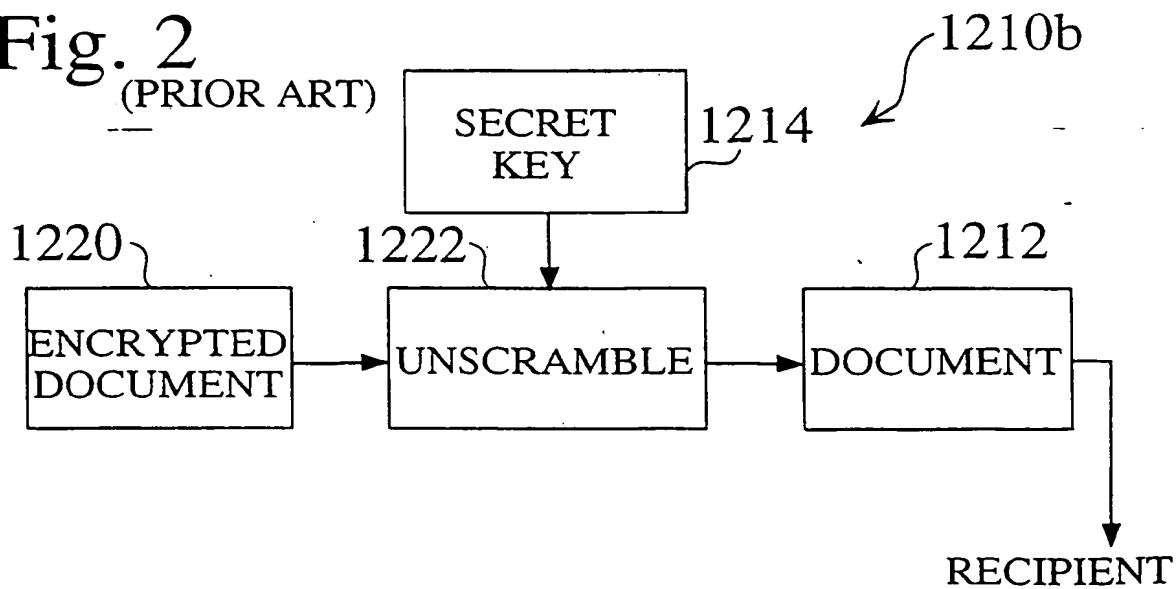 Fig. 2
(PRIOR ART)
1210b
SECRET
KEY
1214
1220
1222
1212
ENCRYPTED
DOCUMENT
UNSCRAMBLE
DOCUMENT
RECIPIENT